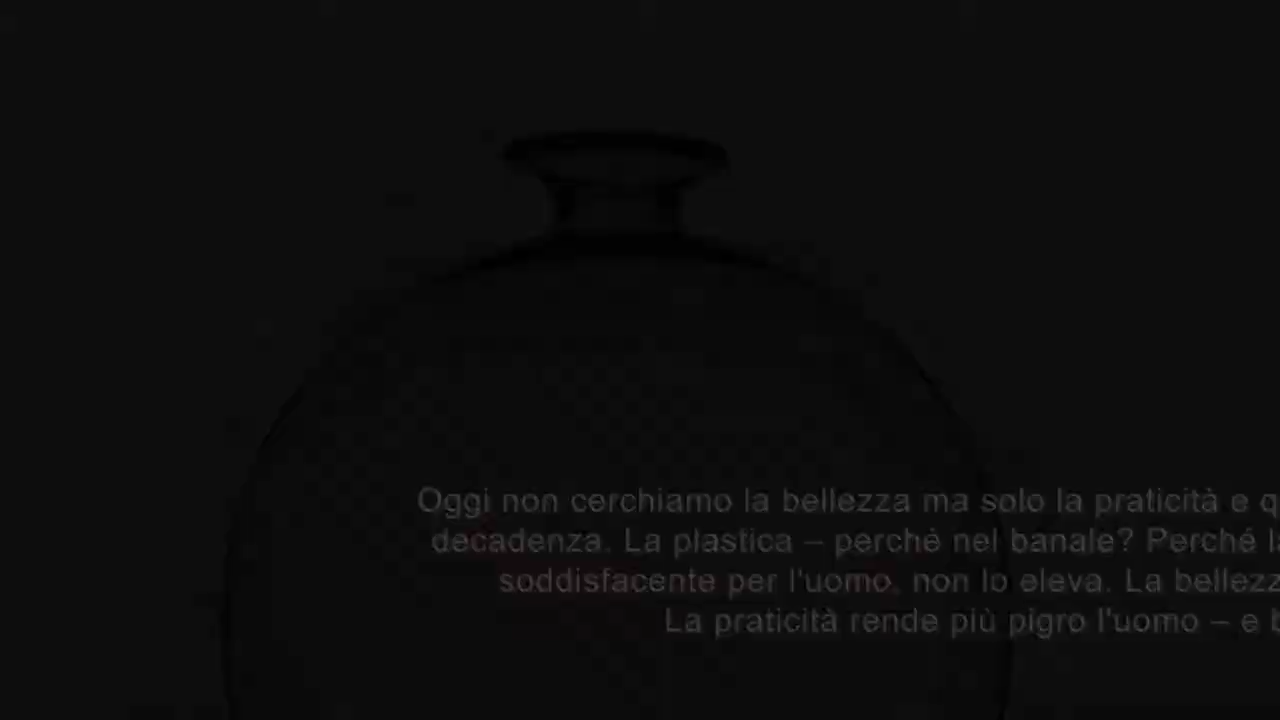 Oggi non cerchiamo la bellezza ma solo la praticità e q
decadenza. La plastica – perchè nel banale? Perché l
soddisfacente per l'uomo, non lo eleva. La bellezz
La praticità rende più pigro l'uomo – e b